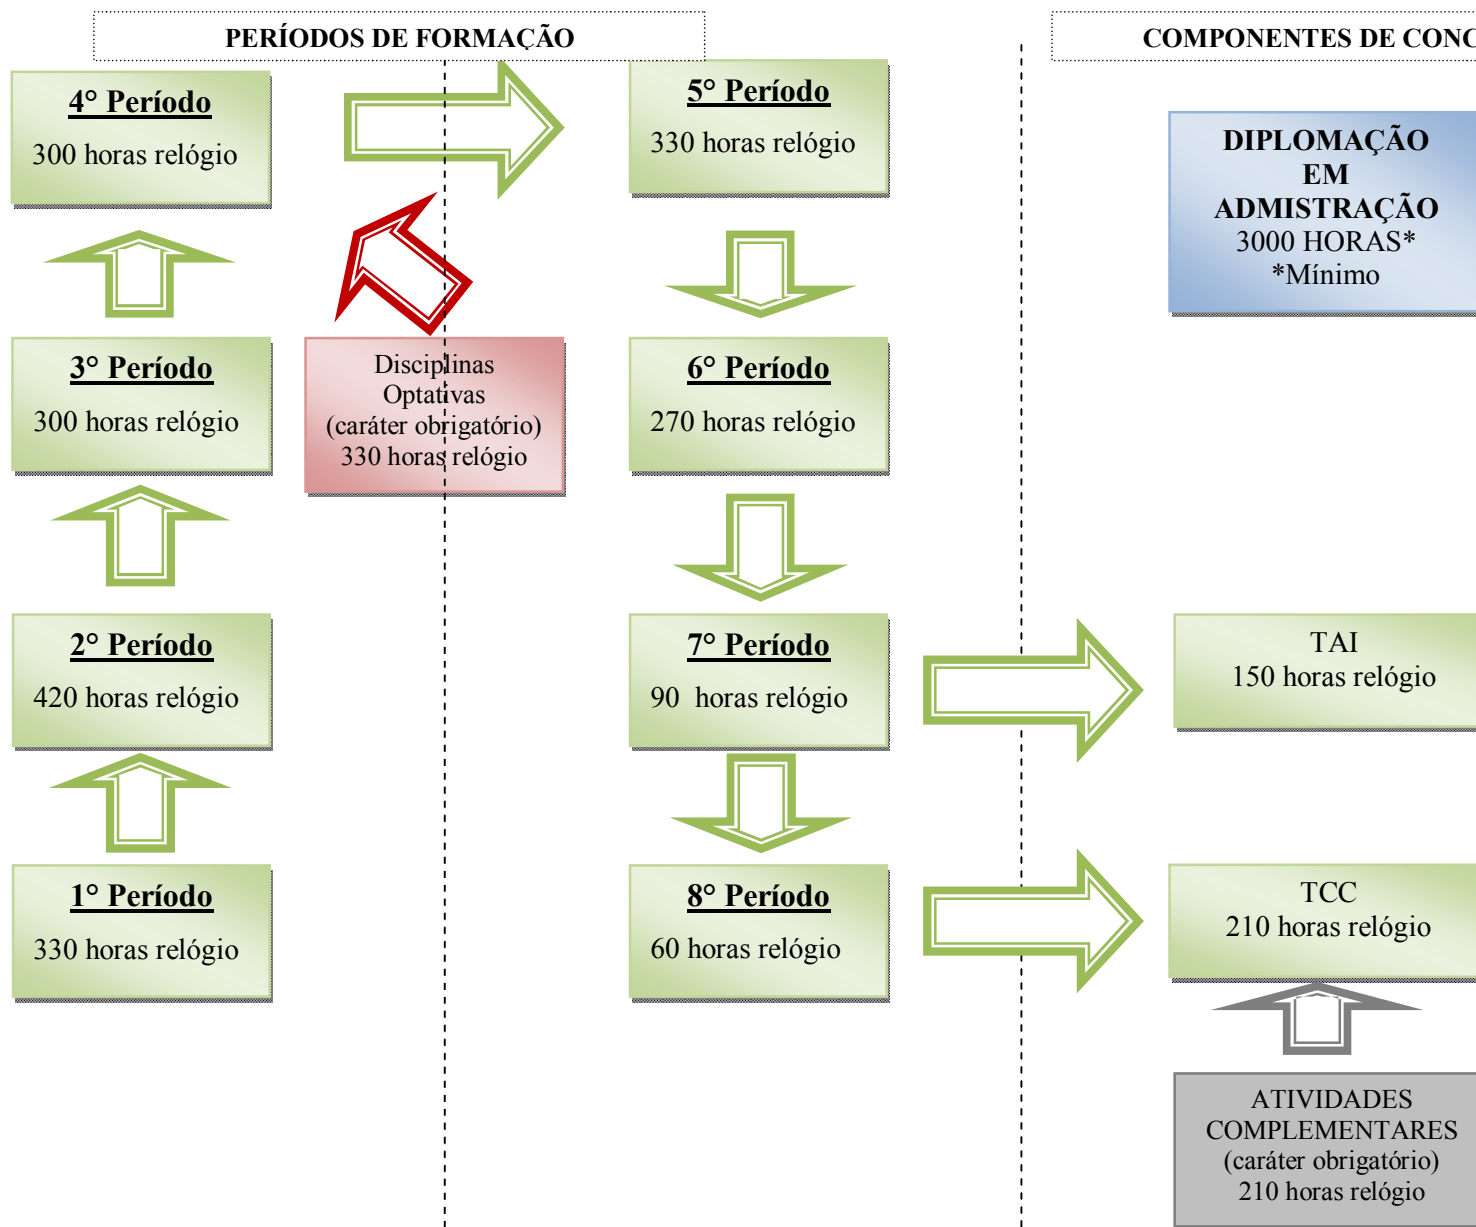 PERÍODOS DE FORMAÇÃO
COMPONENTES DE CONC
4° Período
300 horas relógio
5° Período
330 horas relógio
DIPLOMAÇÃO
EM
ADMISTRAÇÃO
3000 HORAS*
*Mínimo
3° Período
300 horas relógio
Disciplinas
Optativas
(caráter obrigatório)
330 horas relógio
6° Período
270 horas relógio
2° Período
420 horas relógio
7° Período
90 horas relógio
TAI
150 horas relógio
1° Período
330 horas relógio
8° Período
60 horas relógio
TCC
210 horas relógio
ATIVIDADES
COMPLEMENTARES
(caráter obrigatório)
210 horas relógio